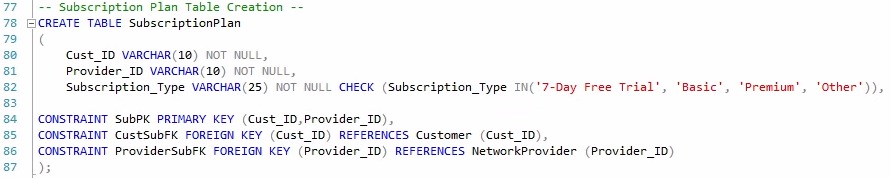 77 -- Subscription Plan Table Creation --
78 CREATE TABLE SubscriptionPlan
79 (
80 Cust_ID VARCHAR(10) NOT NULL,
81 Provider_ID VARCHAR(10) NOT NULL,
82 Subscription_Type VARCHAR(25) NOT NULL CHECK (Subscription_Type IN('7-Day Free Trial', 'Basic', 'Premium', 'Other')),
83
84 CONSTRAINT SubPK PRIMARY KEY (Cust_ID,Provider_ID),
85 CONSTRAINT CustSubFK FOREIGN KEY (Cust_ID) REFERENCES Customer (Cust_ID),
86 CONSTRAINT ProviderSubFK FOREIGN KEY (Provider_ID) REFERENCES NetworkProvider (Provider_ID)
87 );